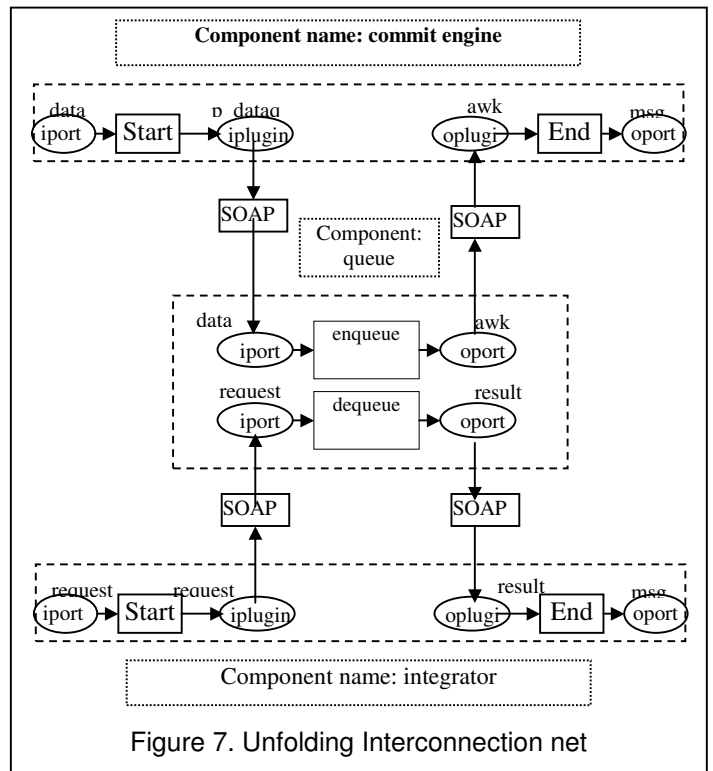 Component name: commit engine
data
p_dataq
awk
msg
iport
Start
iplugin
oplugi
End
oport
SOAP
SOAP
Component:
queue
data
awk
iport
enqueue
oport
request
result
iport
dequeue
oport
SOAP
SOAP
request
request
result
msg
iport
Start
iplugin
oplugi
End
oport
Component name: integrator
Figure 7. Unfolding Interconnection net